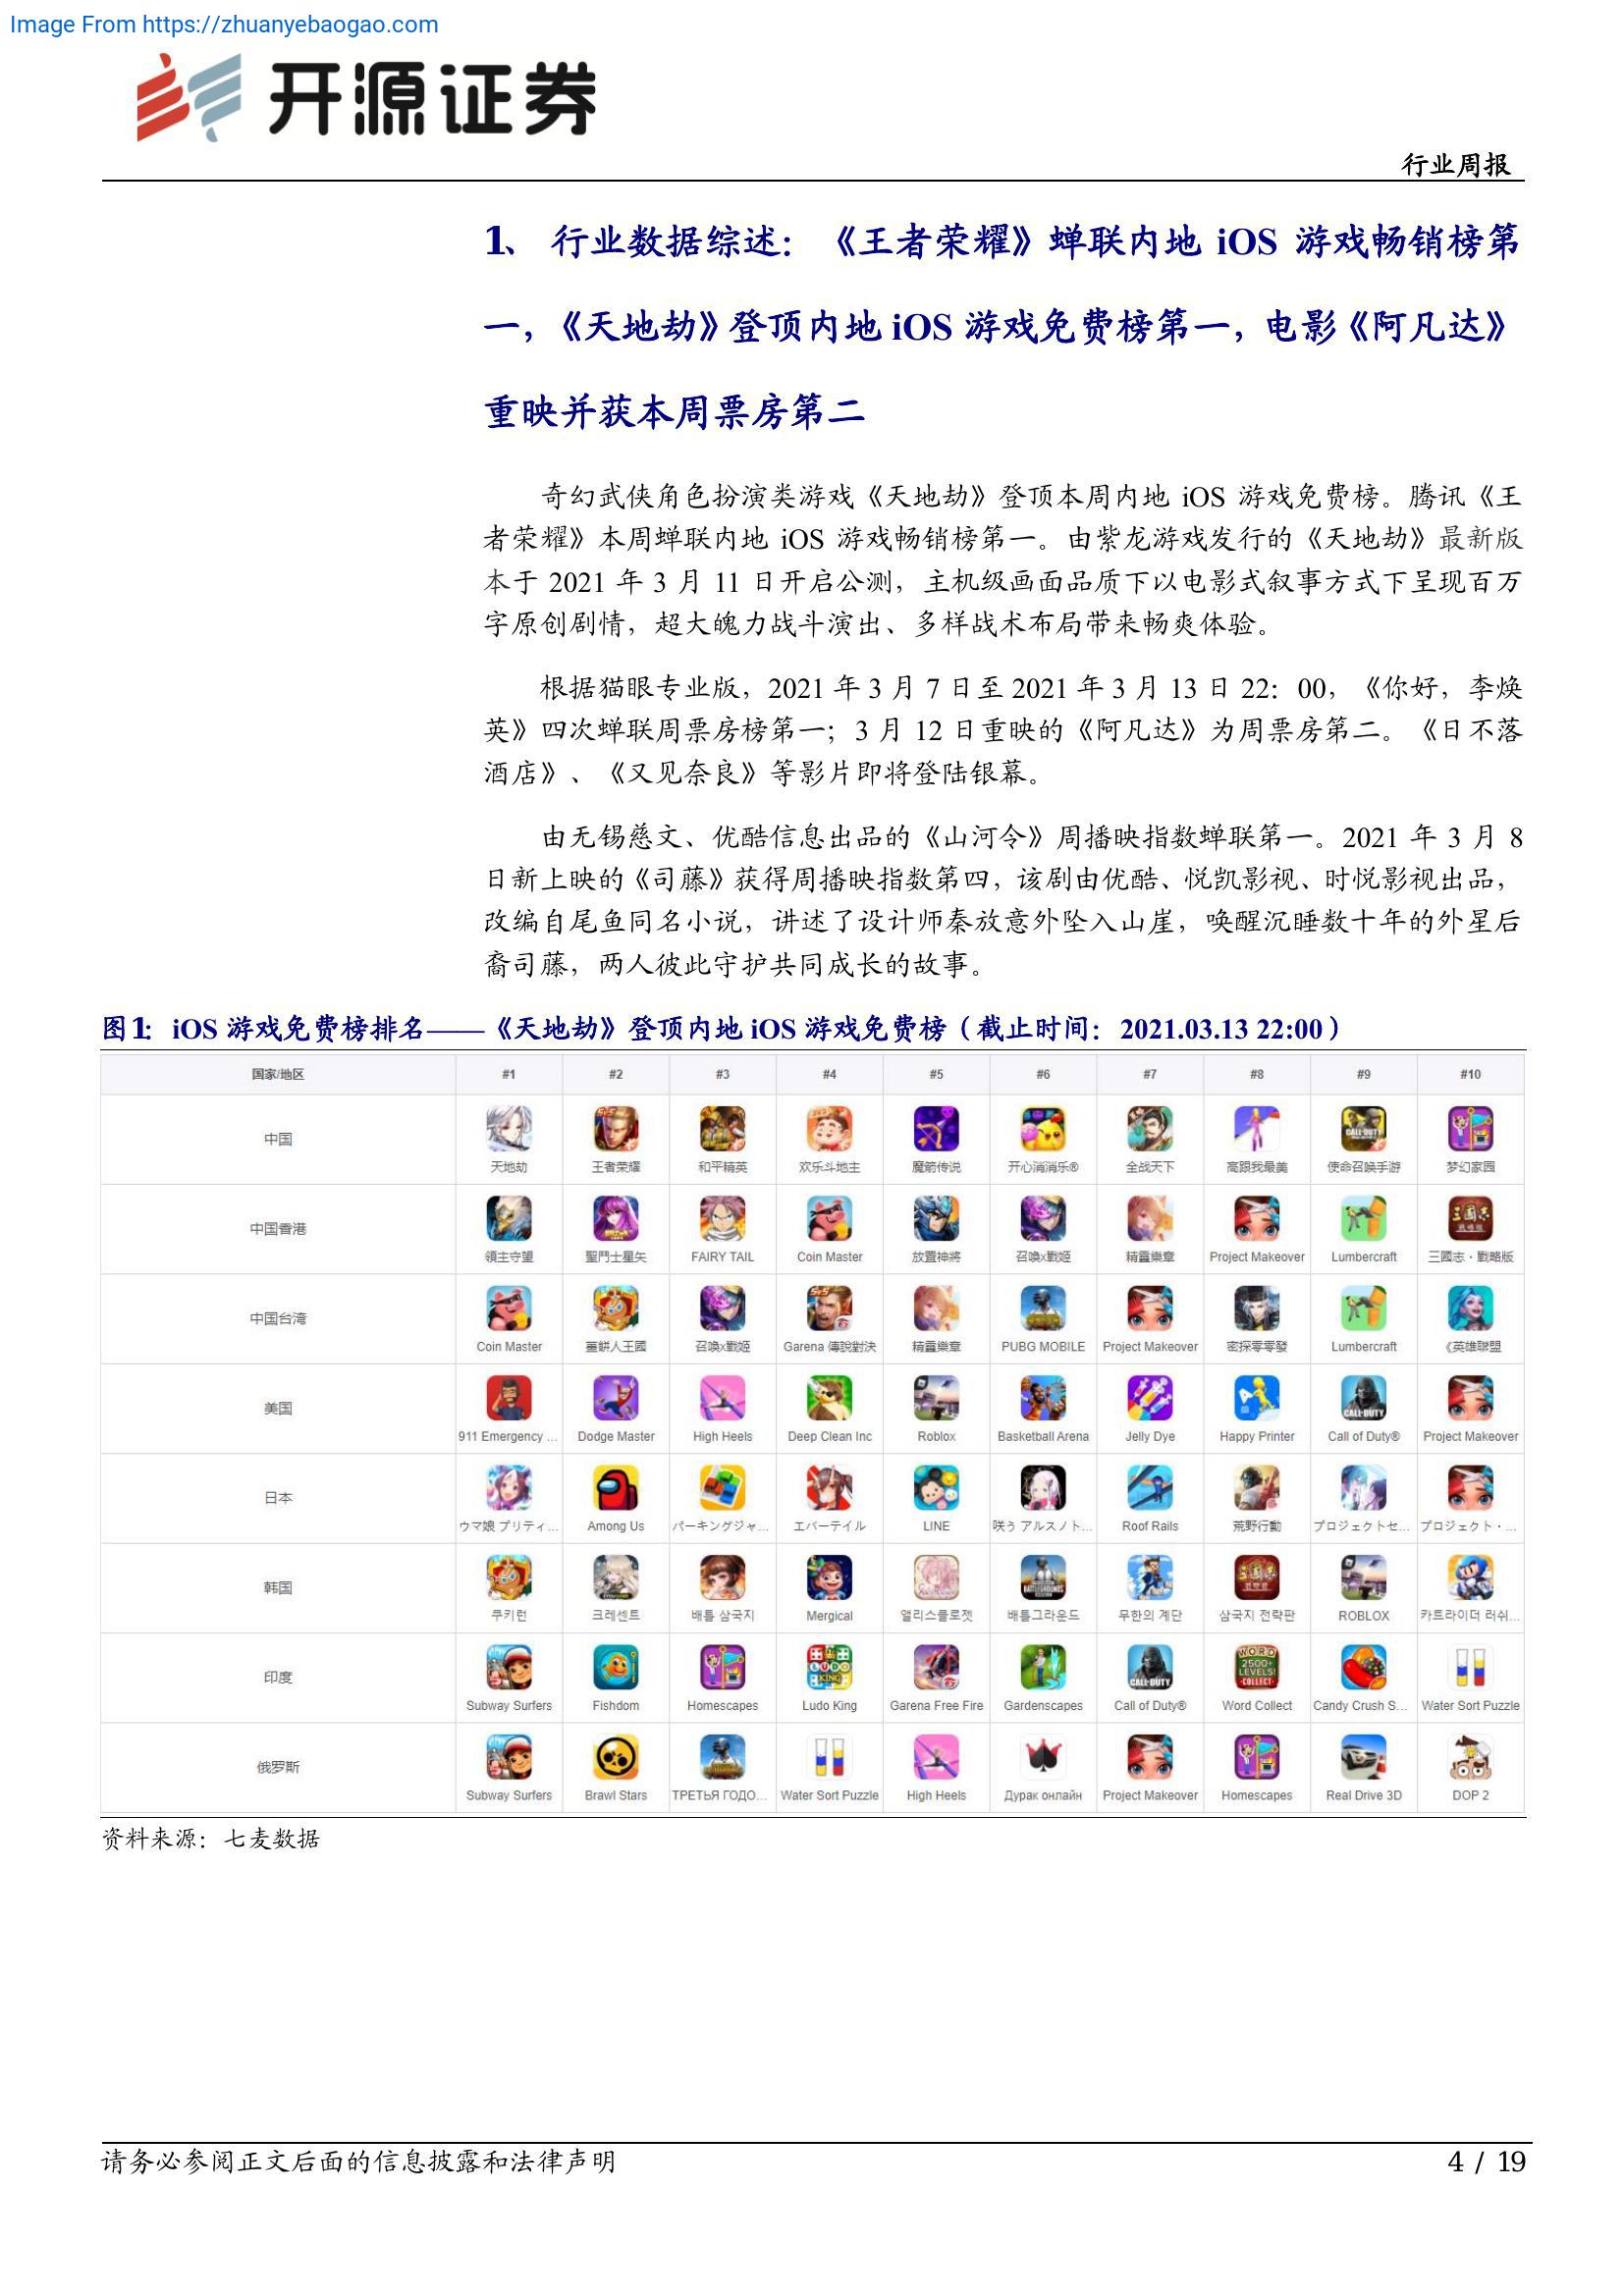 Image From https://zhuanyebaogao.com
开源证券
行业周报
1、 行业数据综述：《王者荣耀》蝉联内地 iOS 游戏畅销榜第
一，《天地劫》登顶内地 iOS 游戏免费榜第一，电影《阿凡达》
重映并获本周票房第二
奇幻武侠角色扮演类游戏《天地劫》登顶本周内地 iOS 游戏免费榜。腾讯《王
者荣耀》本周蝉联内地 iOS 游戏畅销榜第一。由紫龙游戏发行的《天地劫》最新版
本于 2021 年 3 月 11 日开启公测，主机级画面品质下以电影式叙事方式下呈现百万
字原创剧情，超大魄力战斗演出、多样战术布局带来畅爽体验。
根据猫眼专业版，2021 年 3 月 7 日至 2021 年 3 月 13 日 22：00，《你好，李焕
英》四次蝉联周票房榜第一；3 月 12 日重映的《阿凡达》为周票房第二。《日不落
酒店》、《又见奈良》等影片即将登陆银幕。
由无锡慈文、优酷信息出品的《山河令》周播映指数蝉联第一。2021 年 3 月 8
日新上映的《司藤》获得周播映指数第四，该剧由优酷、悦凯影视、时悦影视出品，
改编自尾鱼同名小说，讲述了设计师秦放意外坠入山崖，唤醒沉睡数十年的外星后
裔司藤，两人彼此守护共同成长的故事。
图1： iOS 游戏免费榜排名——《天地劫》登顶内地 iOS 游戏免费榜（截止时间：2021.03.13 22:00）
国家/地区 #1 #2 #3 #4 #5 #6 #7 #8 #9 #10
中国 天地劫 王者荣耀 和平精英 欢乐斗地主 魔箭传说 开心消消乐® 全战天下 高跟我最美 使命召唤手游 梦幻家园
中国香港 領主守望 聖鬥士星矢 FAIRY TAIL Coin Master 放置神將 召喚x戰姬 精靈樂章 Project Makeover Lumbercraft 三國志・戰略版
中国台湾 Coin Master 薑餅人王國 召喚x戰姬 Garena 傳說對決 精靈樂章 PUBG MOBILE Project Makeover 密探零零發 Lumbercraft 《英雄聯盟
美国 911 Emergency ... Dodge Master High Heels Deep Clean Inc Roblox Basketball Arena Jelly Dye Happy Printer Call of Duty® Project Makeover
日本 ウマ娘 プリティ... Among Us パーキングジャ... エバーテイル LINE 咲う アルスノト... Roof Rails 荒野行動 プロジェクトセ... プロジェクト・...
韩国 쿠키런 크레센트 배틀 삼국지 Mergical 앨리스클로젯 배틀그라운드 무한의 계단 삼국지 전략판 ROBLOX 카트라이더 러쉬...
印度 Subway Surfers Fishdom Homescapes Ludo King Garena Free Fire Gardenscapes Call of Duty® Word Collect Candy Crush S... Water Sort Puzzle
俄罗斯 Subway Surfers Brawl Stars ТРЕТЬЯ ГОДО... Water Sort Puzzle High Heels Дурак онлайн Project Makeover Homescapes Real Drive 3D DOP 2
资料来源：七麦数据
请务必参阅正文后面的信息披露和法律声明
4 / 19